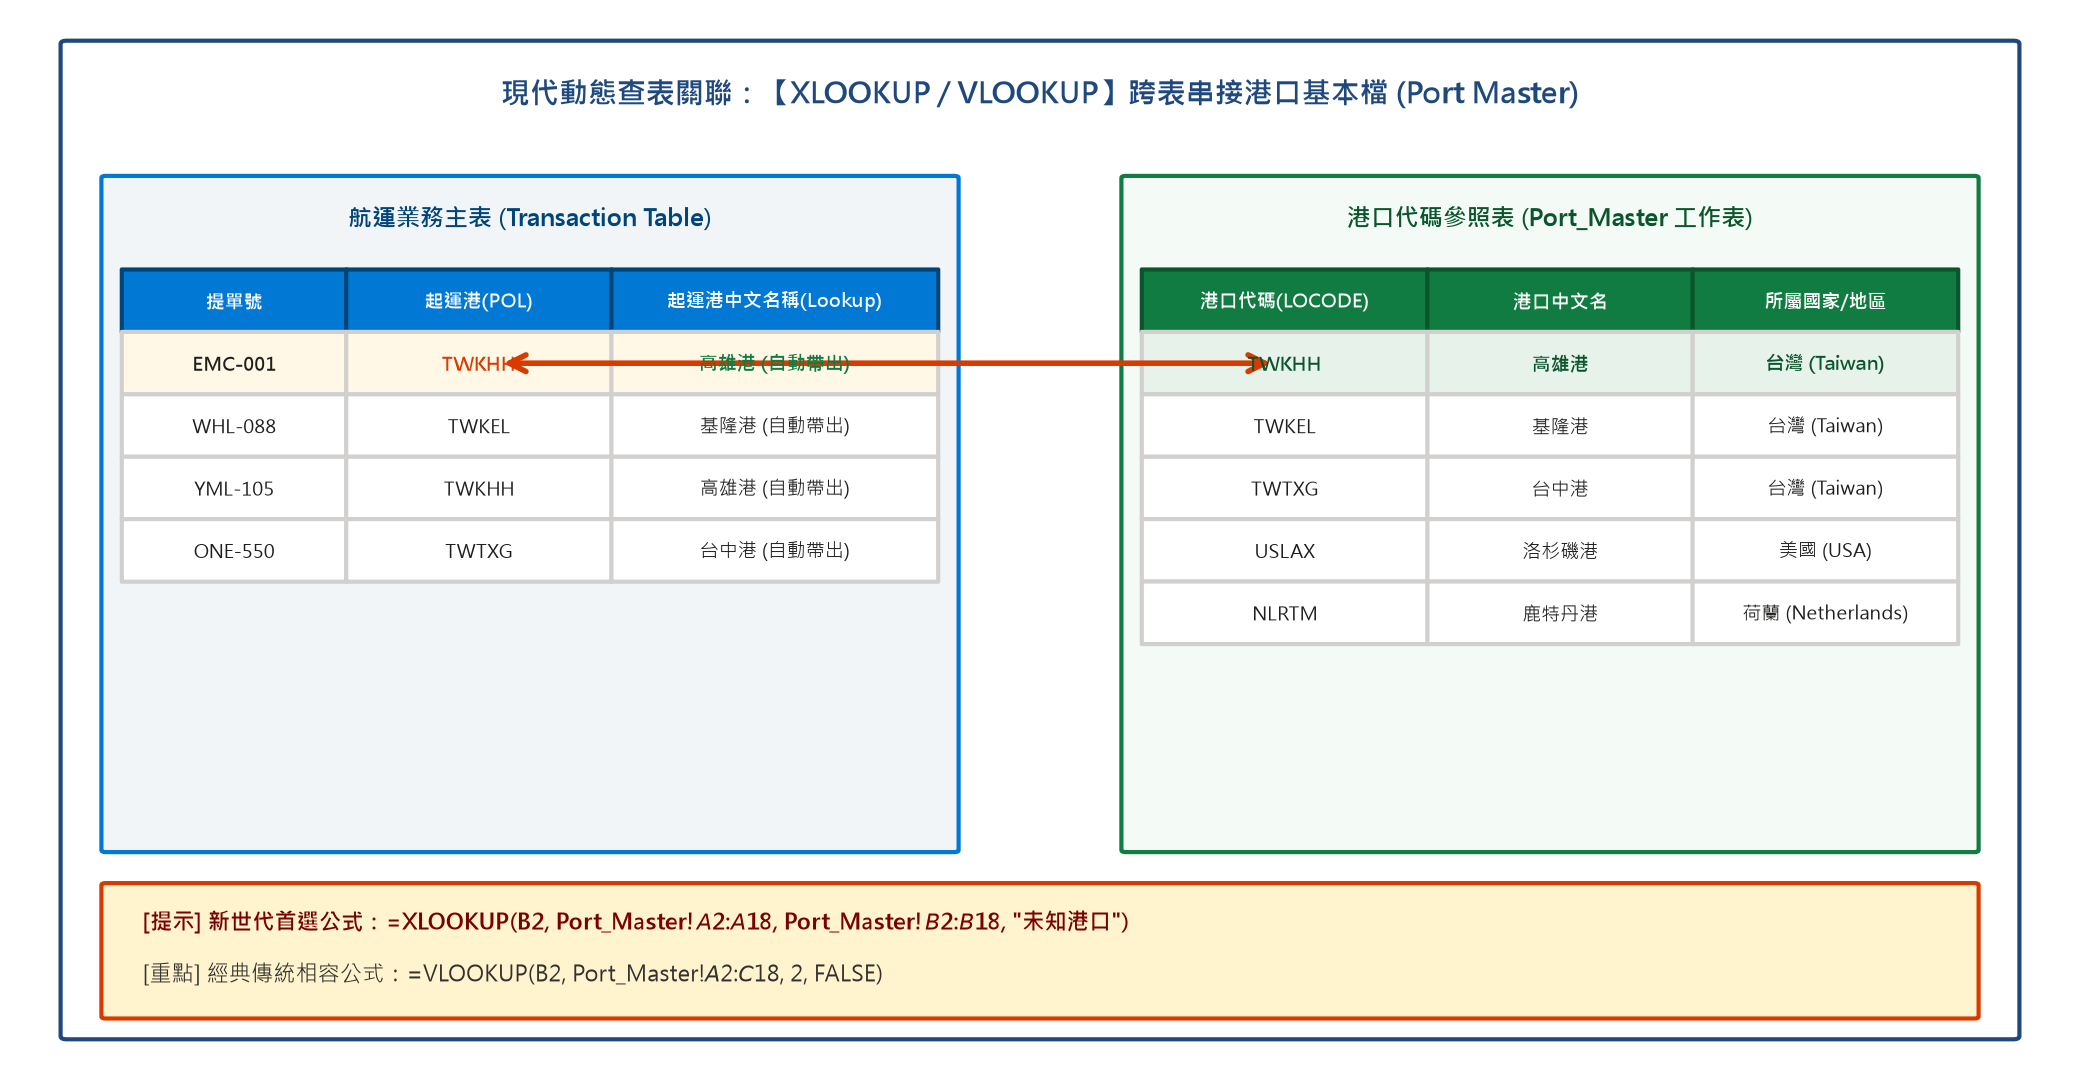 現代動態查表關聯：【XLOOKUP / VLOOKUP】跨表串接港口基本檔 (Port Master)
航運業務主表 (Transaction Table)
提單號 起運港(POL) 起運港中文名稱(Lookup)
EMC-001 TWKHH 高雄港 (自動帶出)
WHL-088 TWKEL 基隆港 (自動帶出)
YML-105 TWKHH 高雄港 (自動帶出)
ONE-550 TWTXG 台中港 (自動帶出)
港口代碼參照表 (Port_Master 工作表)
港口代碼(LOCODE) 港口中文名 所屬國家/地區
TWKHH 高雄港 台灣 (Taiwan)
TWKEL 基隆港 台灣 (Taiwan)
TWTXG 台中港 台灣 (Taiwan)
USLAX 洛杉磯港 美國 (USA)
NLRTM 鹿特丹港 荷蘭 (Netherlands)
[提示] 新世代首選公式：=XLOOKUP(B2, Port_Master!A2:A18, Port_Master!B2:B18, "未知港口")
[重點] 經典傳統相容公式：=VLOOKUP(B2, Port_Master!A2:C18, 2, FALSE)